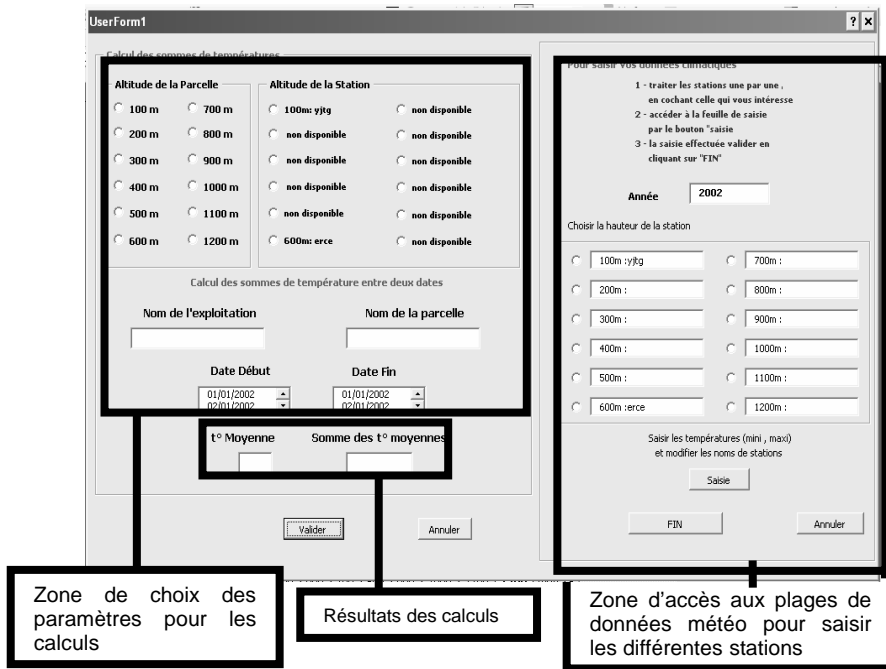 UserForm1
Calcul des sommes de températures
Altitude de la Parcelle
100 m
700 m
200 m
800 m
300 m
900 m
400 m
1000 m
500 m
1100 m
600 m
1200 m
Altitude de la Station
100m: yjtg
non disponible
non disponible
non disponible
non disponible
non disponible
non disponible
non disponible
non disponible
non disponible
600m: erce
non disponible
Calcul des sommes de température entre deux dates
Nom de l'exploitation
Nom de la parcelle
Date Début
Date Fin
01/01/2002
02/01/2002
01/01/2002
02/01/2002
t° Moyenne
Somme des t° moyennes
Valider
Annuler
Pour saisir vos données climatiques
1 - traiter les stations une par une ,
en cochant celle qui vous intéresse
2 - accéder à la feuille de saisie
par le bouton "saisie
3 - la saisie effectuée valider en
cliquant sur "FIN"
Année
2002
Choisir la hauteur de la station
100m :yjtg
700m :
200m :
800m :
300m :
900m :
400m :
1000m :
500m :
1100m :
600m :erce
1200m :
Saisir les températures (mini , maxi)
et modifier les noms de stations
Saisie
FIN
Annuler
Zone de choix des
paramètres pour les
calculs
Résultats des calculs
Zone d'accès aux plages de
données météo pour saisir
les différentes stations